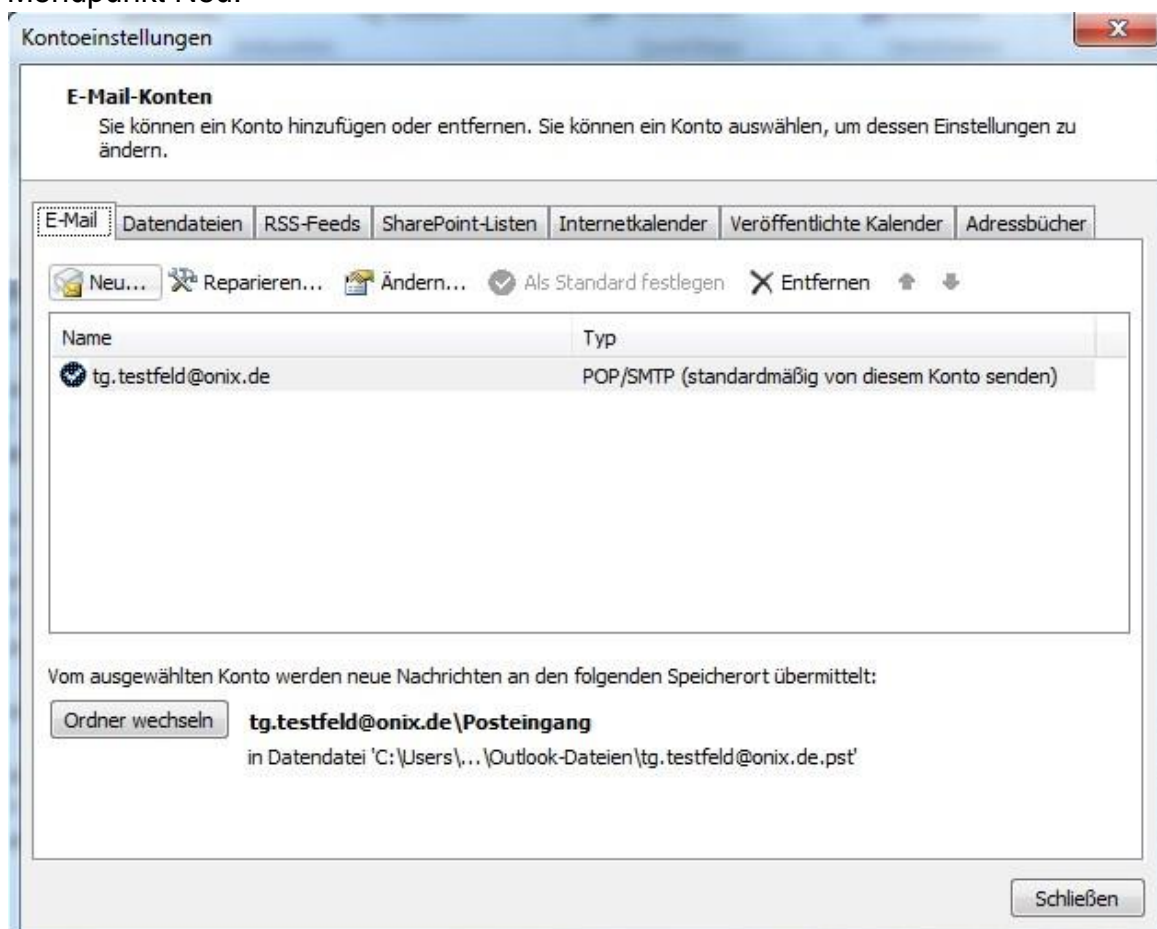 Menüpunkt Neu.
Kontoeinstellungen
E-Mail-Konten
Sie können ein Konto hinzufügen oder entfernen. Sie können ein Konto auswählen, um dessen Einstellungen zu
ändern.
E-Mail Datendateien RSS-Feeds SharePoint-Listen Internetkalender Veröffentlichte Kalender Adressbücher
Neu... Reparieren... Ändern... Als Standard festlegen Entfernen
Name Typ
tg.testfeld@onix.de POP/SMTP (standardmäßig von diesem Konto senden)
Vom ausgewählten Konto werden neue Nachrichten an den folgenden Speicherort übermittelt:
Ordner wechseln tg.testfeld@onix.de\Posteingang
in Datendatei 'C:\Users\...\Outlook-Dateien\tg.testfeld@onix.de.pst'
Schließen